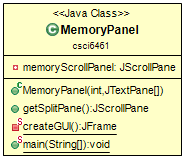 <<Java Class>>
MemoryPanel
csci6461
memoryScrollPanel: JScrollPane
MemoryPanel(int,JTextPane[])
getSplitPane():JScrollPane
createGUI():JFrame
main(String[]):void